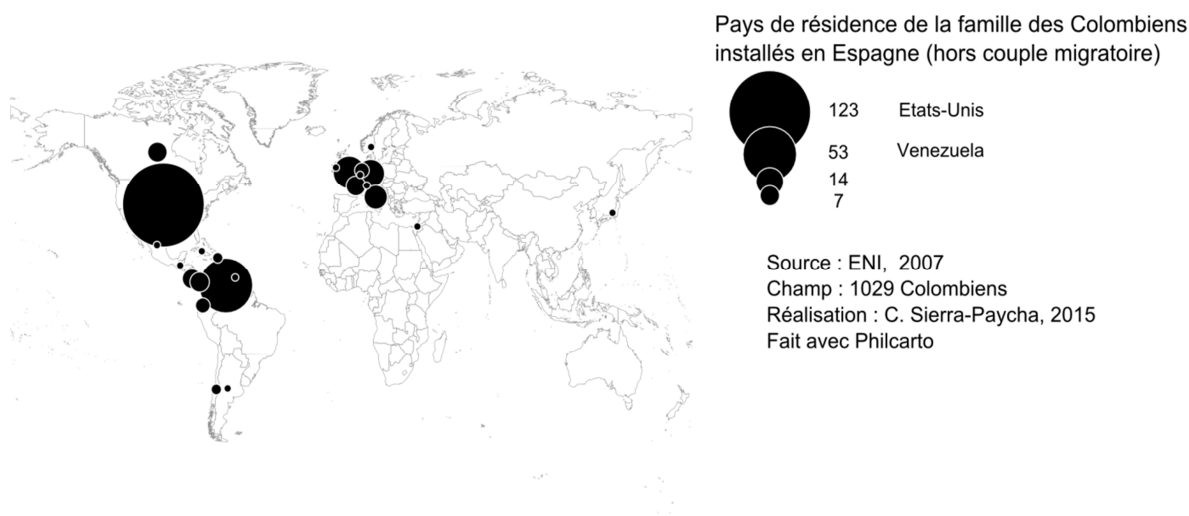 Pays de résidence de la famille des Colombiens
installés en Espagne (hors couple migratoire)
123 Etats-Unis
53 Venezuela
14
7
Source : ENI, 2007
Champ : 1029 Colombiens
Réalisation : C. Sierra-Paycha, 2015
Fait avec Philcarto